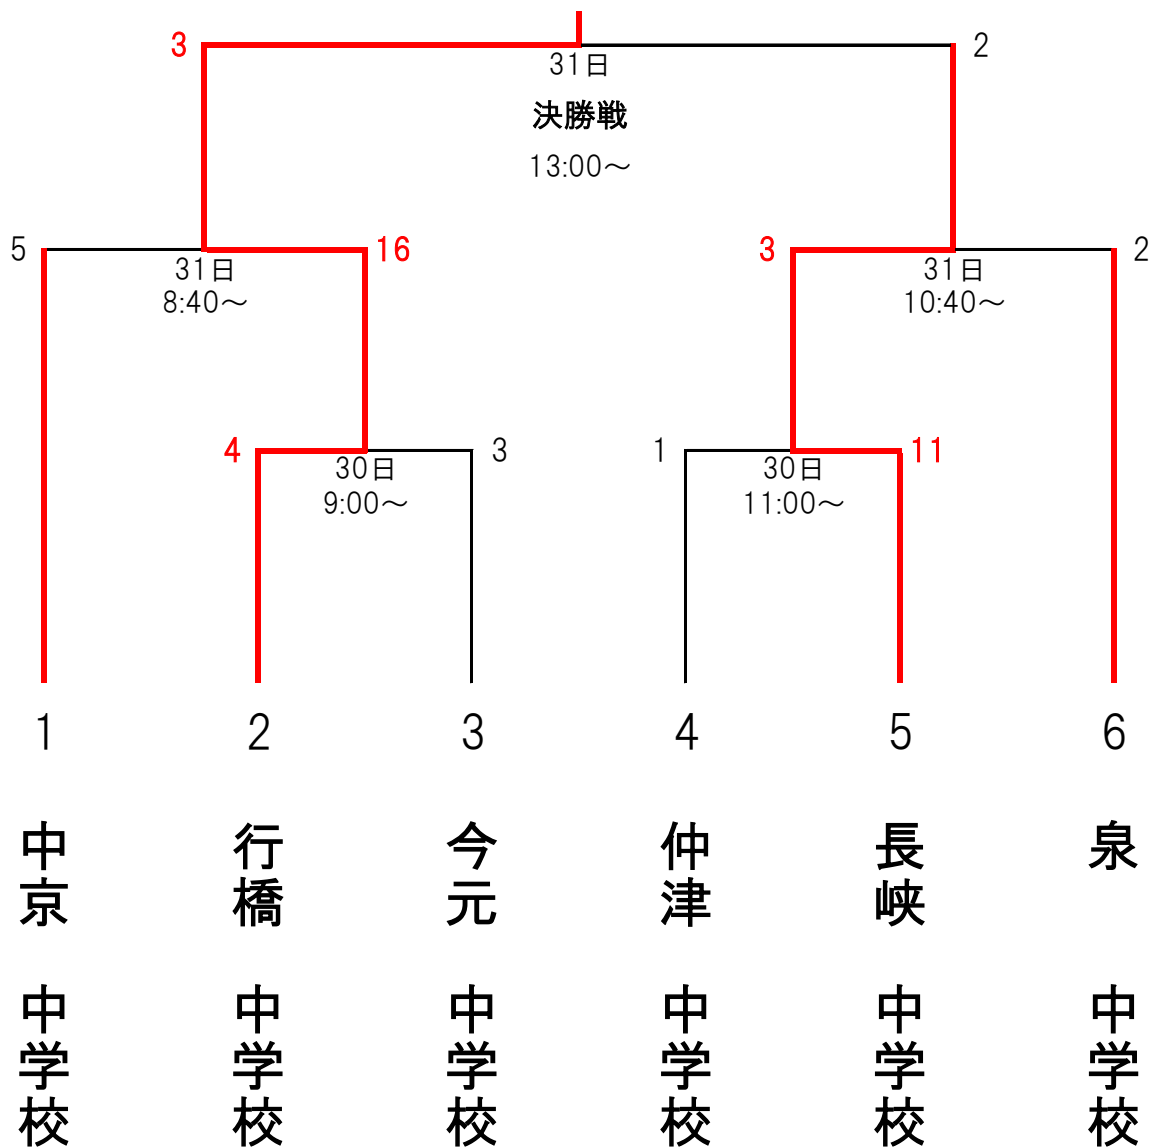 3
2
31日
決勝戦
13:00～
5
16
3
2
31日
8:40～
31日
10:40～
4
3
1
11
30日
9:00～
30日
11:00～
1
2
3
4
5
6
中京 中学校
行橋 中学校
今元 中学校
仲津 中学校
長峡 中学校
泉 中学校